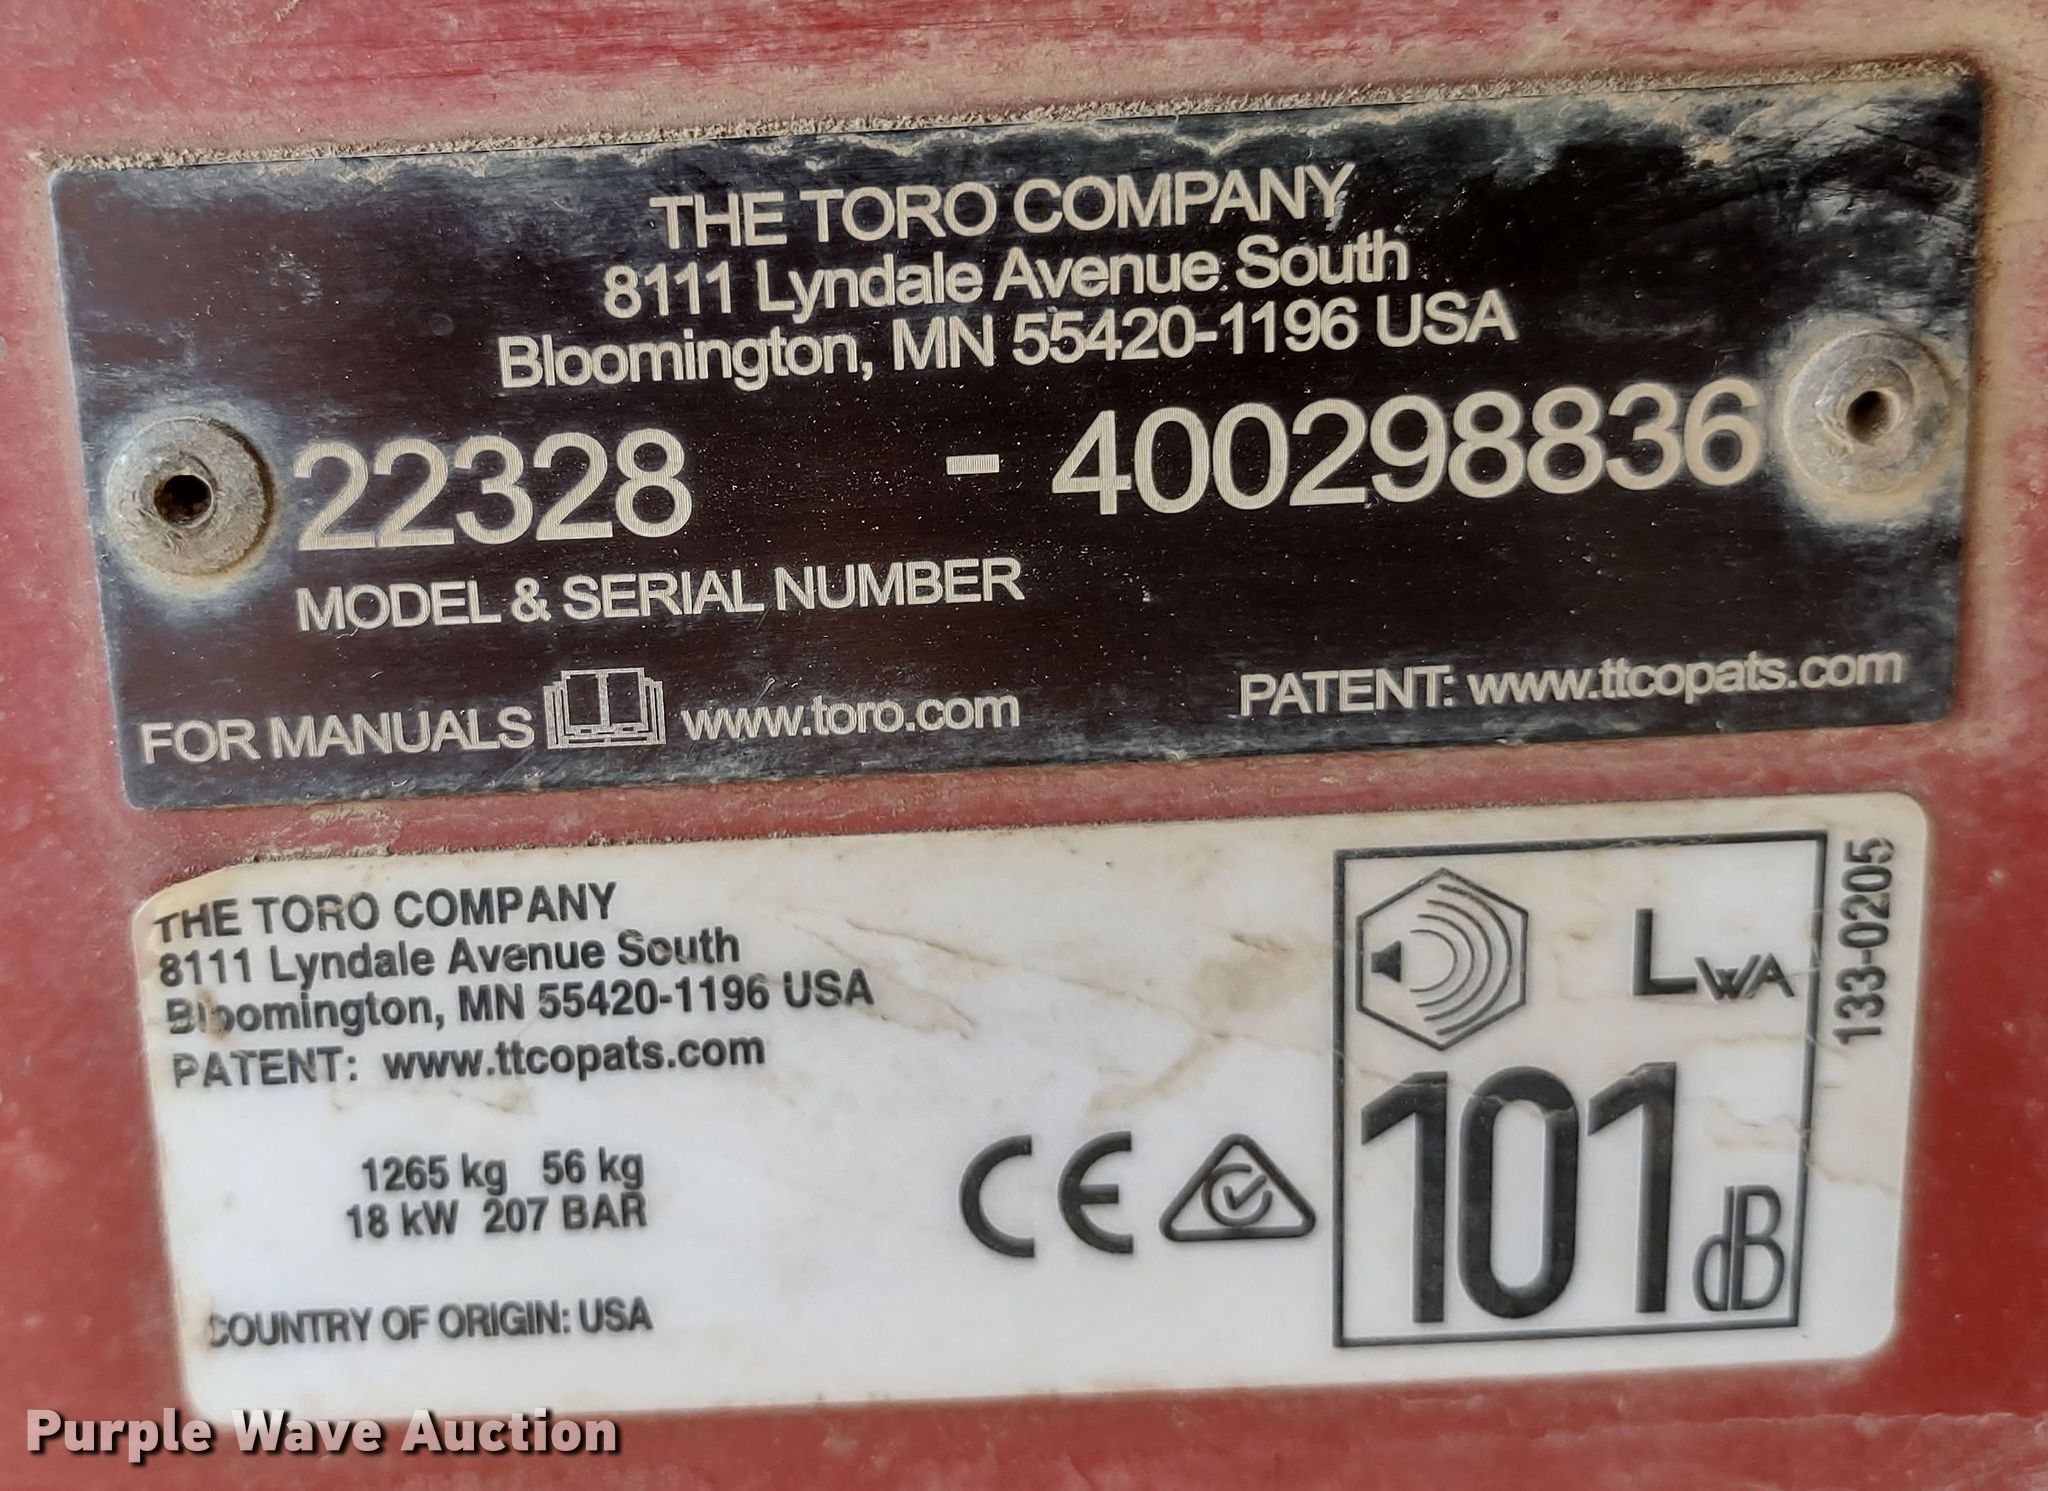 THE TORO COMPANY
8111 Lyndale Avenue South
Bloomington, MN 55420-1196 USA
22328 - 400298836
MODEL & SERIAL NUMBER
FOR MANUALS www.toro.com
PATENT: www.ttcopats.com
THE TORO COMPANY
8111 Lyndale Avenue South
Bloomington, MN 55420-1196 USA
PATENT: www.ttcopats.com
1265 kg 56 kg
18 kW 207 BAR
COUNTRY OF ORIGIN: USA
CE
LWA
101 dB
133-0205
Purple Wave Auction